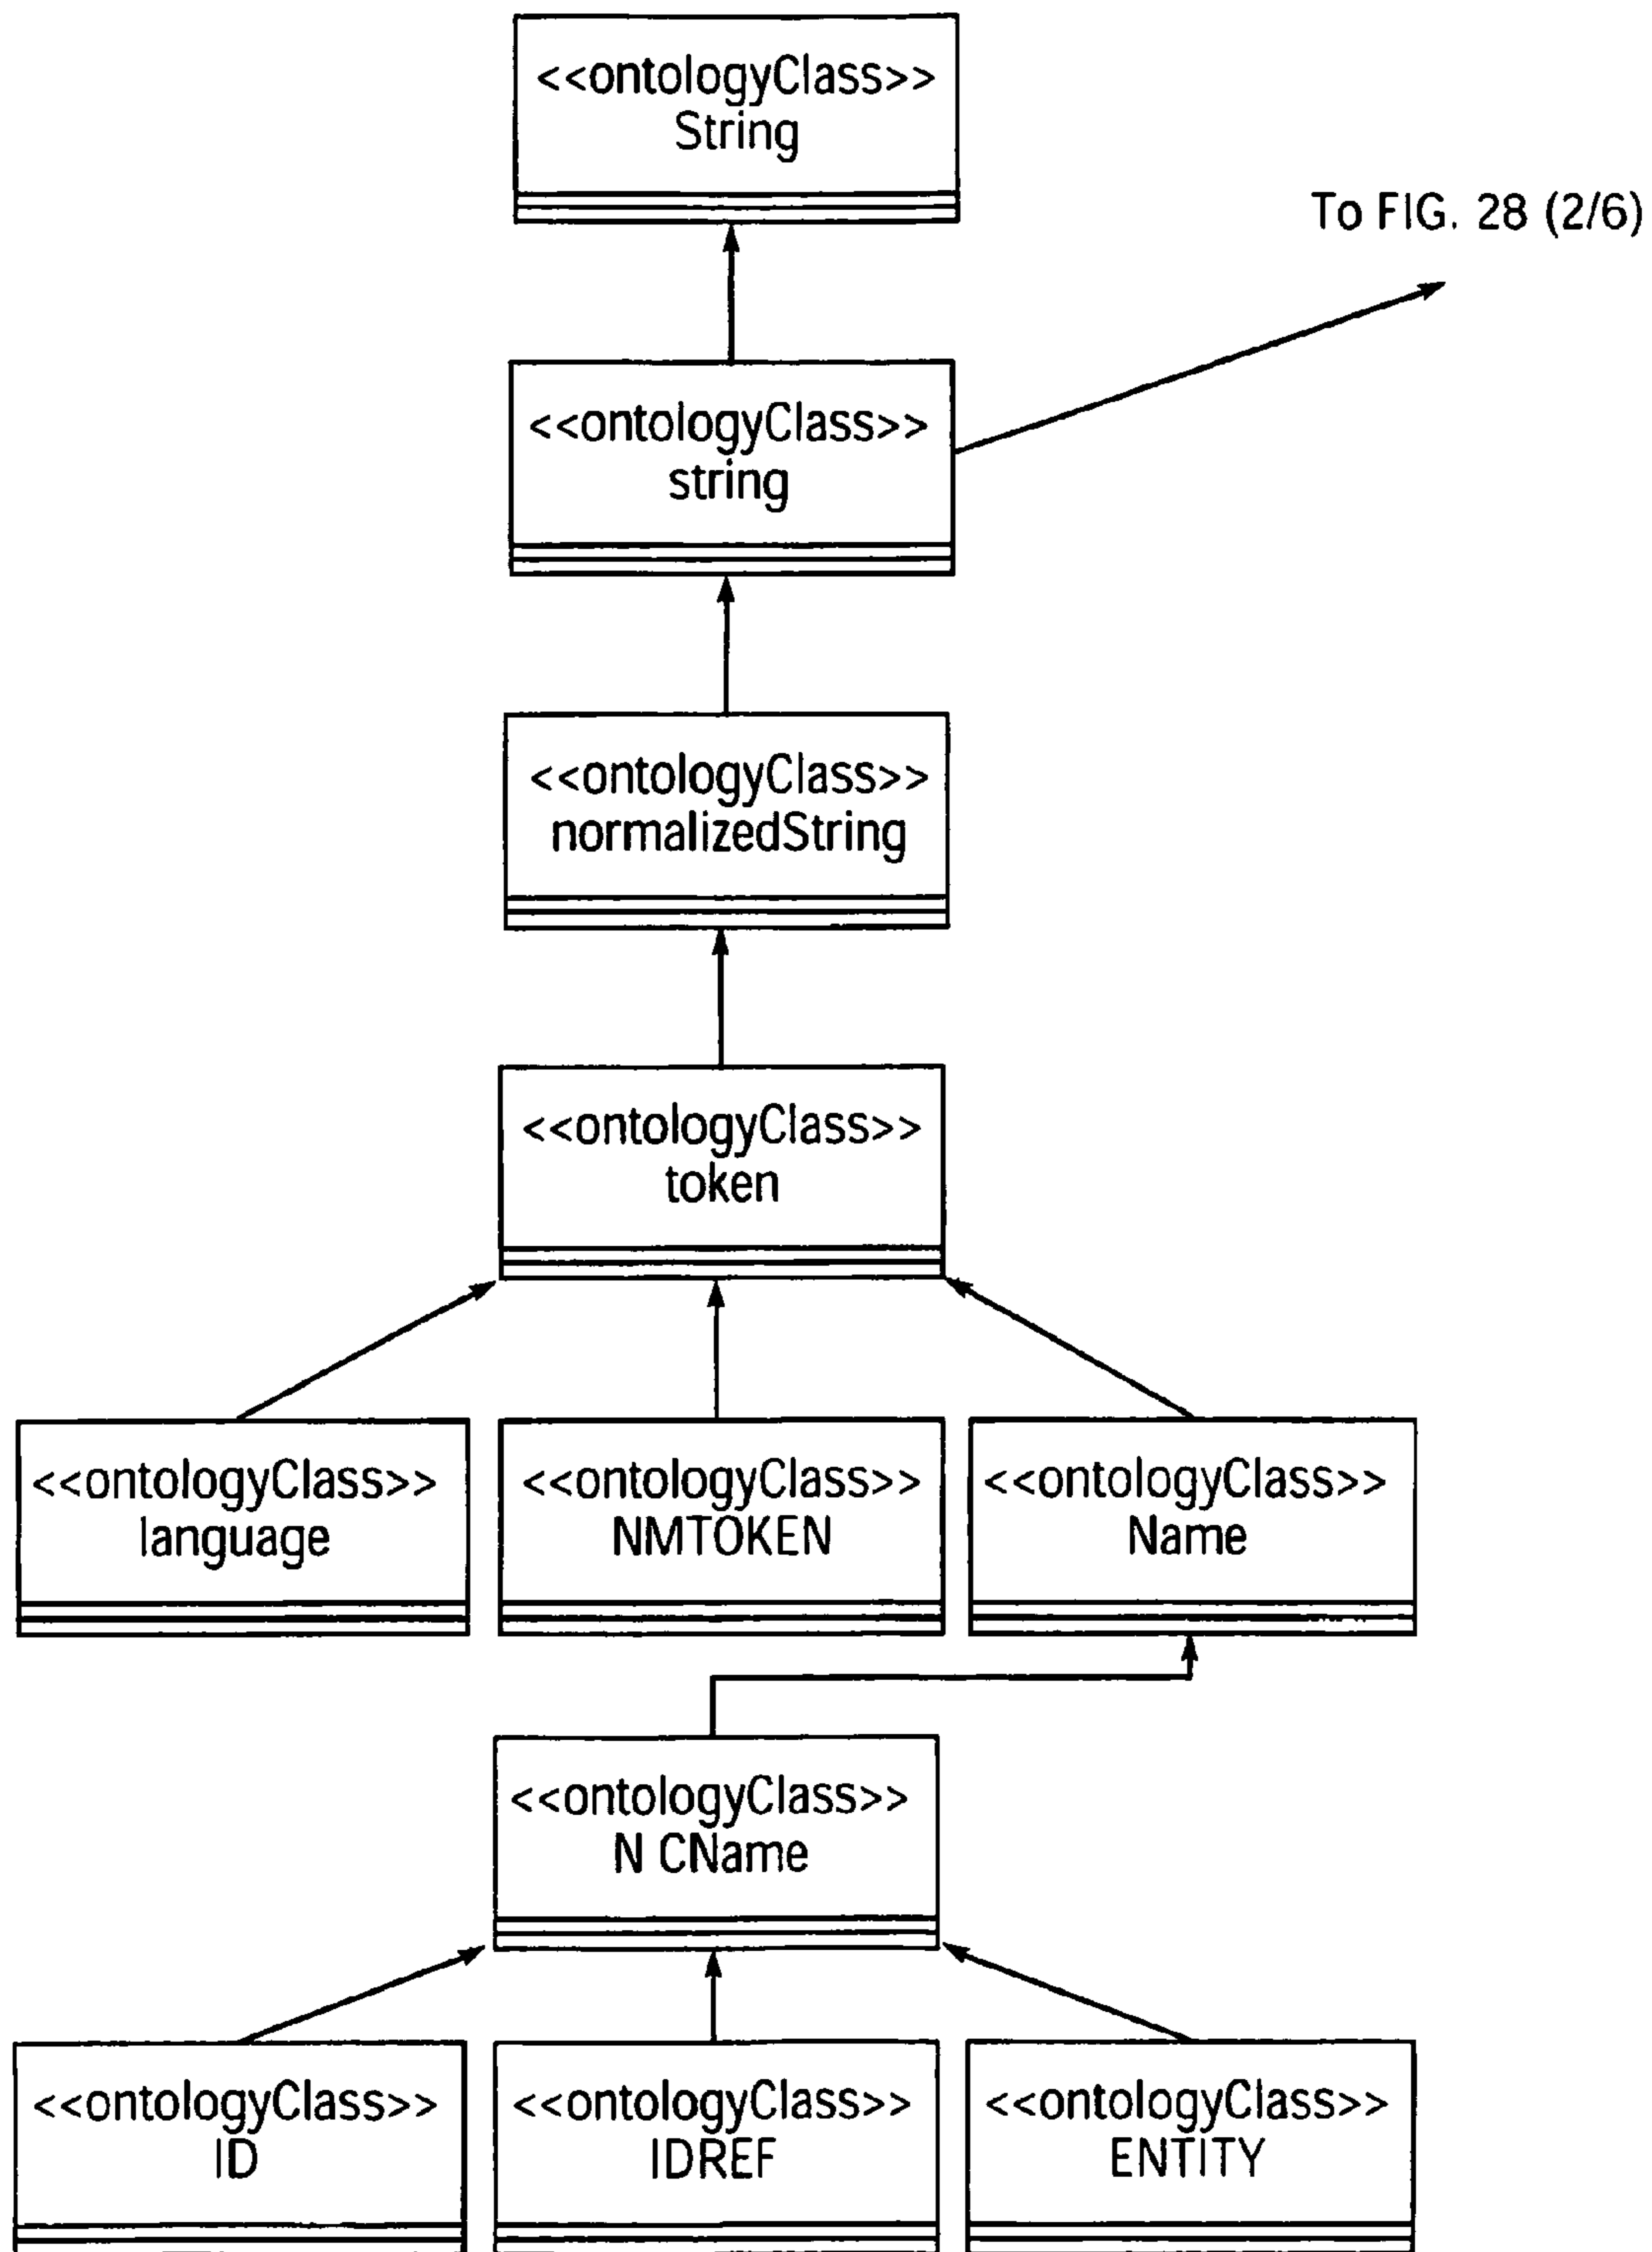 <<ontologyClass>>
String
To FIG. 28 (2/6)
<<ontologyClass>>
string
<<ontologyClass>>
normalizedString
<<ontologyClass>>
token
<<ontologyClass>>
language
<<ontologyClass>>
NMTOKEN
<<ontologyClass>>
Name
<<ontologyClass>>
N CName
<<ontologyClass>>
ID
<<ontologyClass>>
IDREF
<<ontologyClass>>
ENTITY